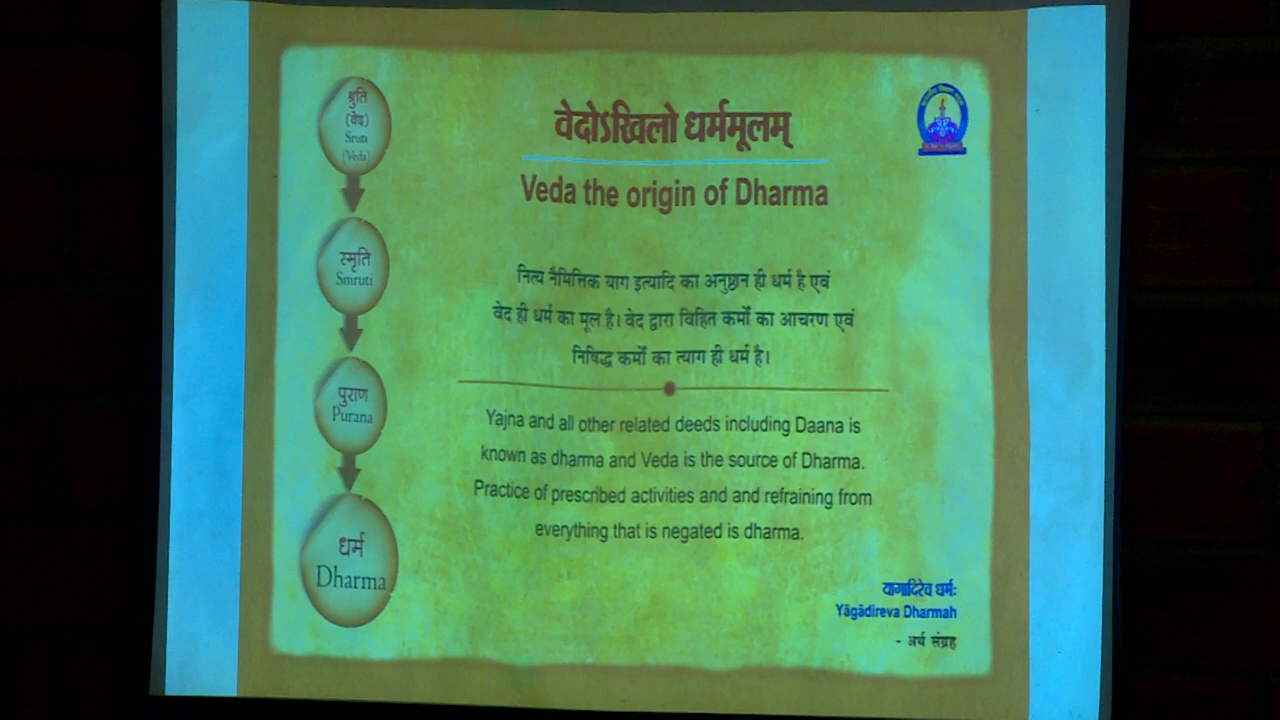 श्रुति
(वेद)
Sruti
(Veda)
स्मृति
Smruti
पुराण
Purana
धर्म
Dharma
वेदोऽखिलो धर्ममूलम्
Veda the origin of Dharma
नित्य नैमित्तिक याग इत्यादि का अनुष्ठान ही धर्म है एवं
वेद ही धर्म का मूल है। वेद द्वारा विहित कर्मों का आचरण एवं
निषिद्ध कर्मों का त्याग ही धर्म है।
Yajna and all other related deeds including Daana is
known as dharma and Veda is the source of Dharma.
Practice of prescribed activities and and refraining from
everything that is negated is dharma.
यागादिरेव धर्मः
Yāgādireva Dharmah
- अर्थ संग्रह